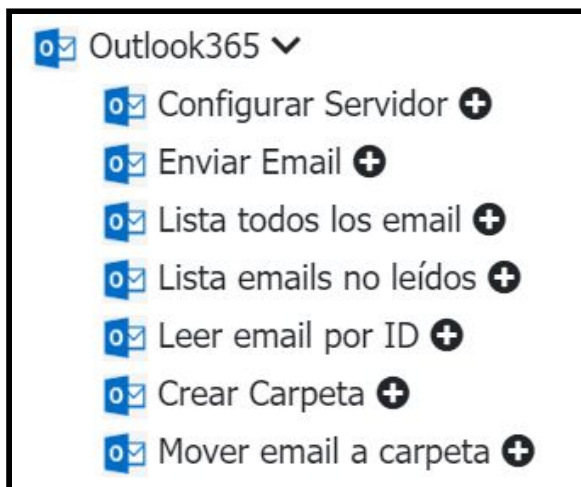 Outlook365
Configurar Servidor
Enviar Email
Lista todos los email
Lista emails no leídos
Leer email por ID
Crear Carpeta
Mover email a carpeta